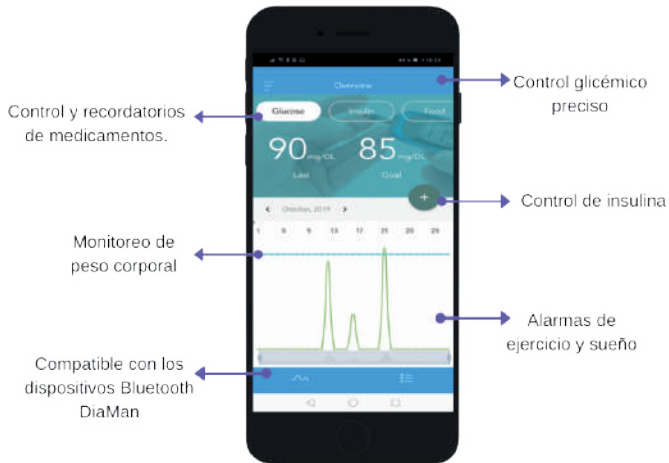 Overview
Control glicémico
preciso
Glucose
Insulin
Food
Control y recordatorios
de medicamentos.
90 mg/DL
85 mg/DL
Last
Goal
+
Control de insulina
October, 2019
1 5 9 13 17 21 25 29
Monitoreo de
peso corporal
Alarmas de
ejercicio y sueño
Compatible con los
dispositivos Bluetooth
DiaMan